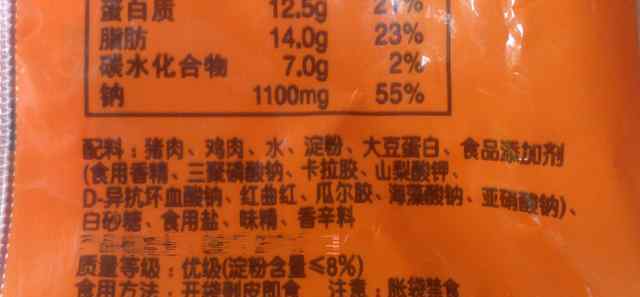 蛋白质 12.5g 21%
脂肪 14.0g 23%
碳水化合物 7.0g 2%
钠 1100mg 55%
配料：猪肉、鸡肉、水、淀粉、大豆蛋白、食品添加剂
(食用香精、三聚磷酸钠、卡拉胶、山梨酸钾、
D-异抗坏血酸钠、红曲红、瓜尔胶、海藻酸钠、亚硝酸钠)、
白砂糖、食用盐、味精、香辛料
质量等级：优级(淀粉含量≤8%)
食用方法：开袋剥皮即食 注意：胀袋禁食